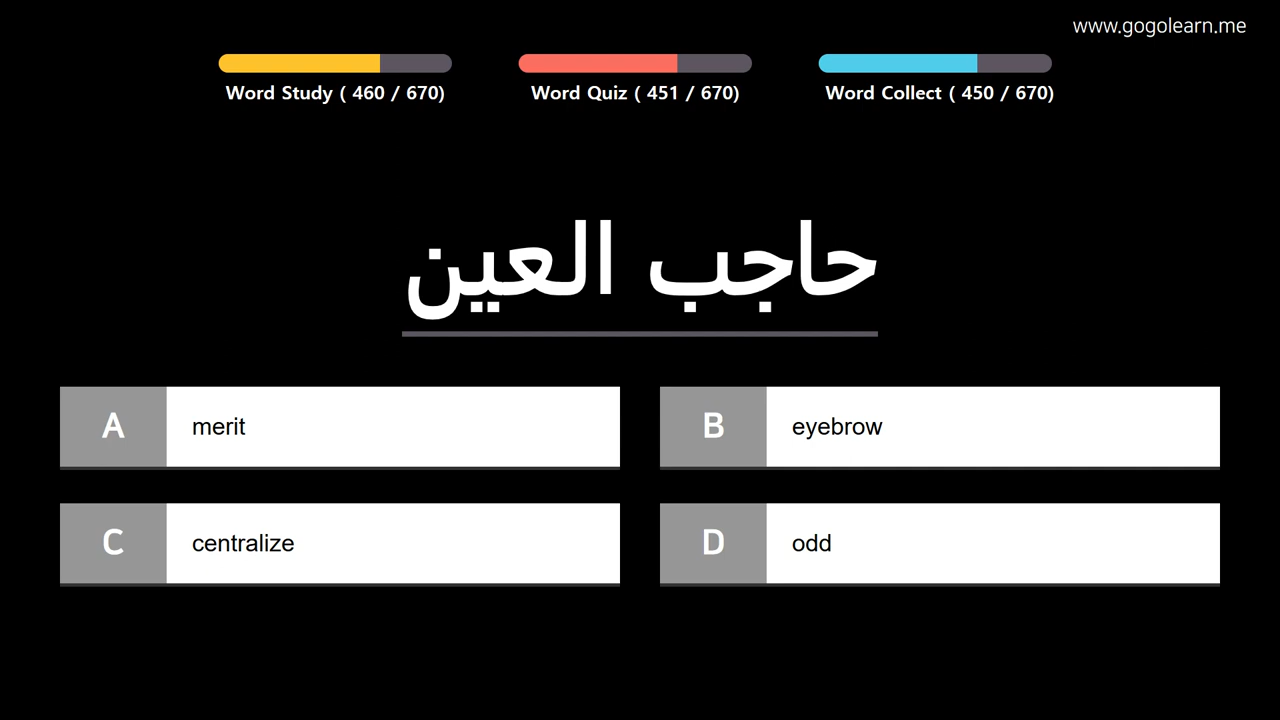 www.gogolearn.me
Word Study ( 460 / 670)
Word Quiz ( 451 / 670)
Word Collect ( 450 / 670)
حاجب العين
A merit
B eyebrow
C centralize
D odd